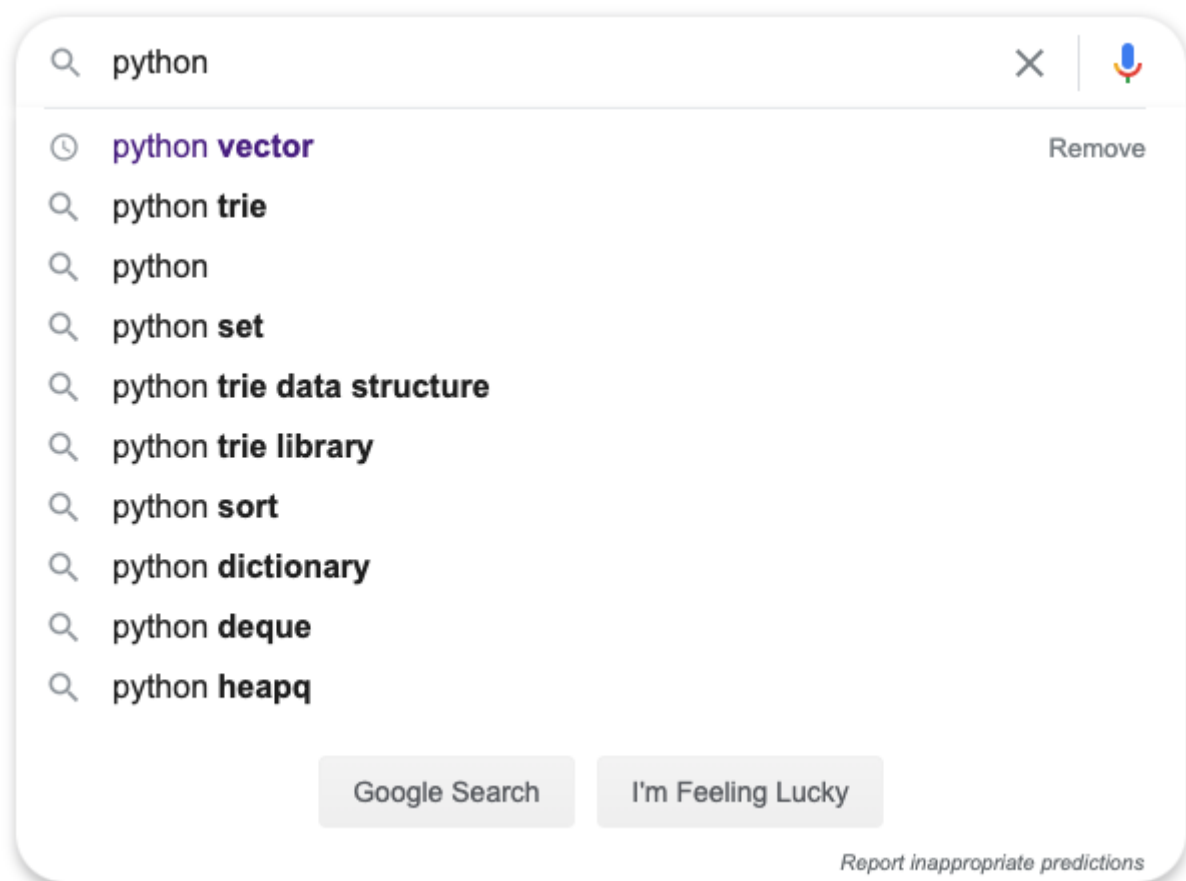 python
python vector Remove
python trie
python
python set
python trie data structure
python trie library
python sort
python dictionary
python deque
python heapq
Google Search I'm Feeling Lucky
Report inappropriate predictions